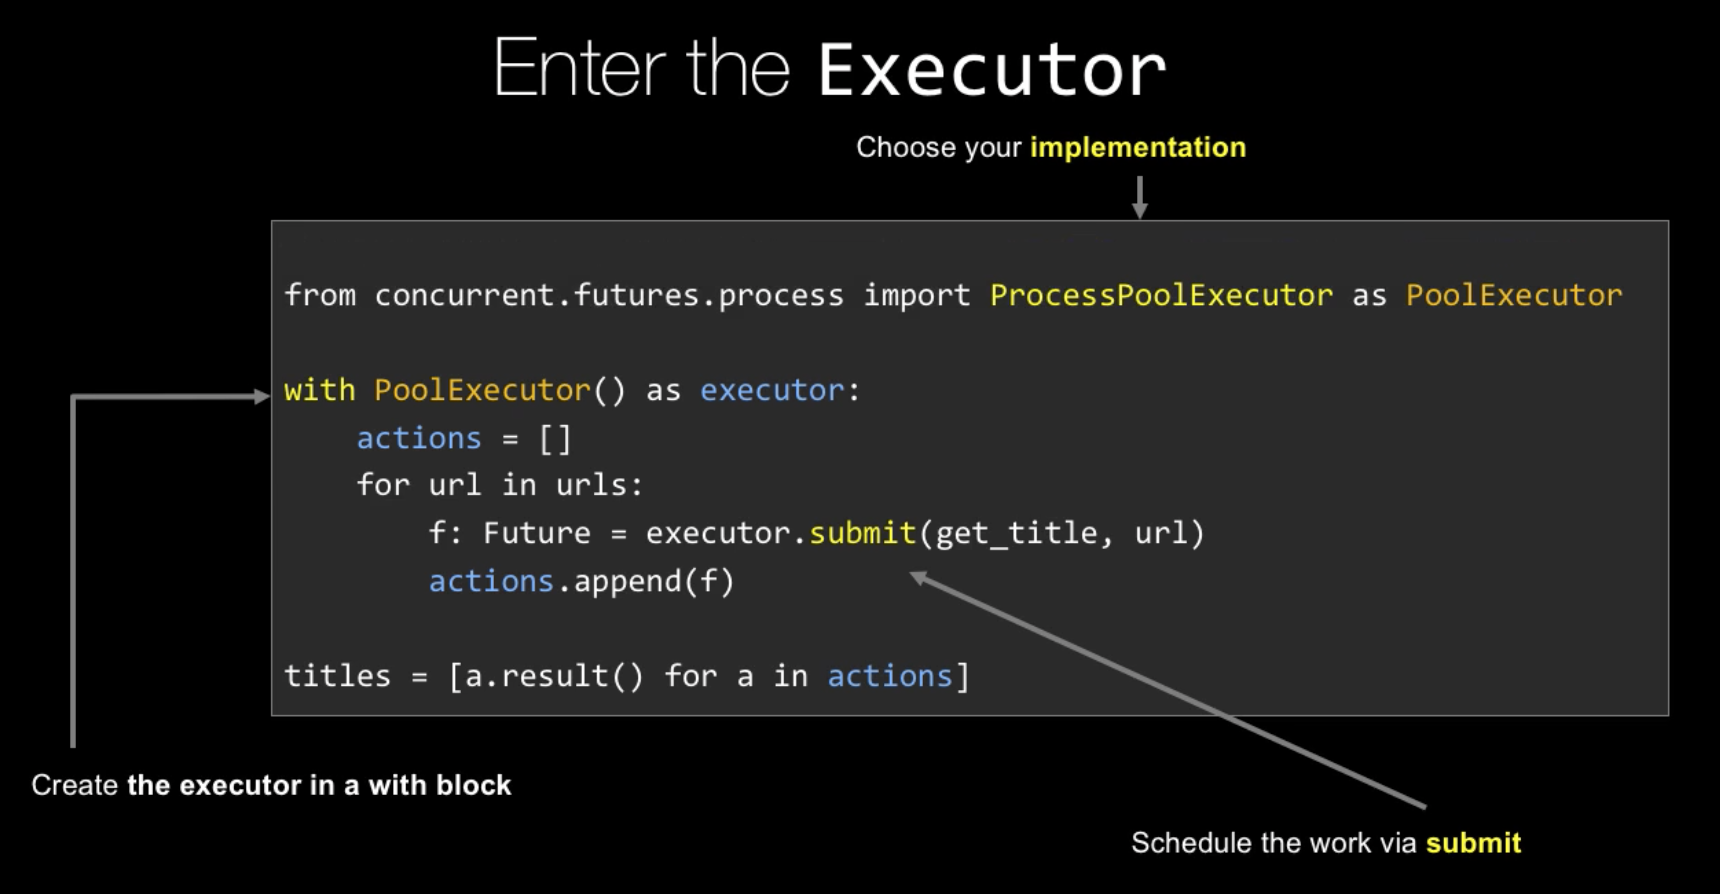 Enter the Executor
Choose your implementation
from concurrent.futures.process import ProcessPoolExecutor as PoolExecutor
with PoolExecutor() as executor:
    actions = []
    for url in urls:
        f: Future = executor.submit(get_title, url)
        actions.append(f)
titles = [a.result() for a in actions]
Create the executor in a with block
Schedule the work via submit